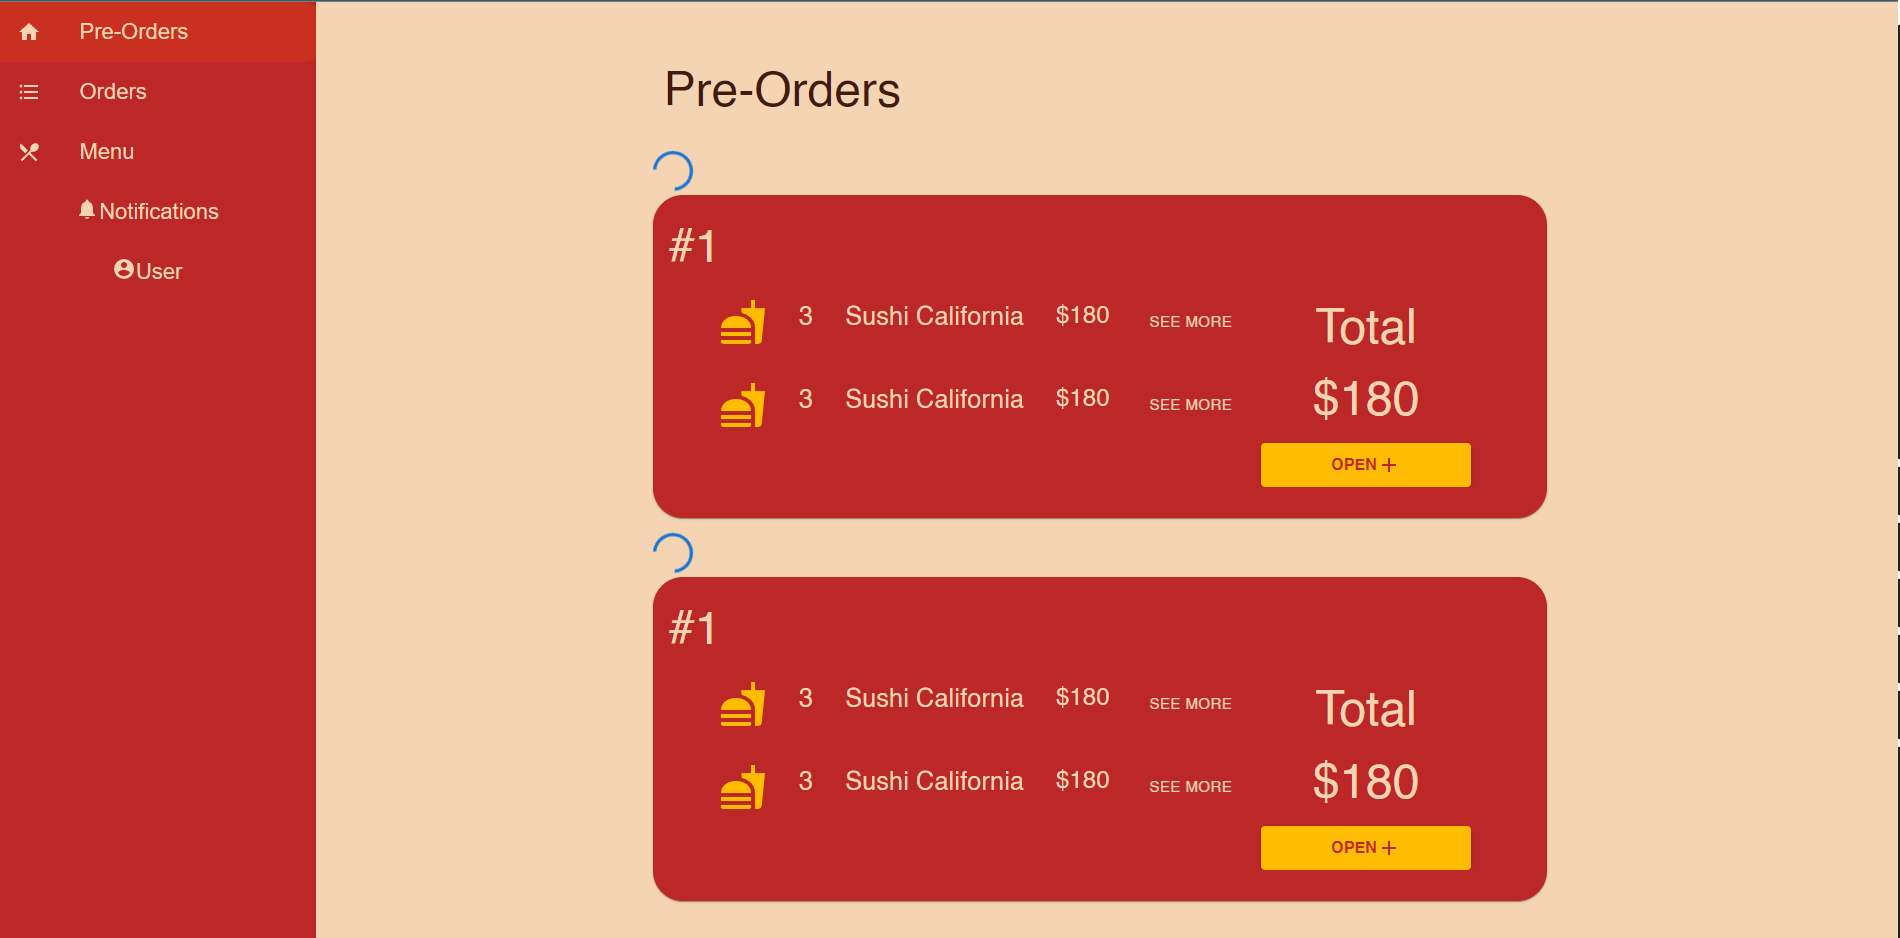 Pre-Orders
Orders
Menu
Notifications
User
Pre-Orders
#1
3 Sushi California $180 SEE MORE
3 Sushi California $180 SEE MORE
Total
$180
OPEN+
#1
3 Sushi California $180 SEE MORE
3 Sushi California $180 SEE MORE
Total
$180
OPEN+